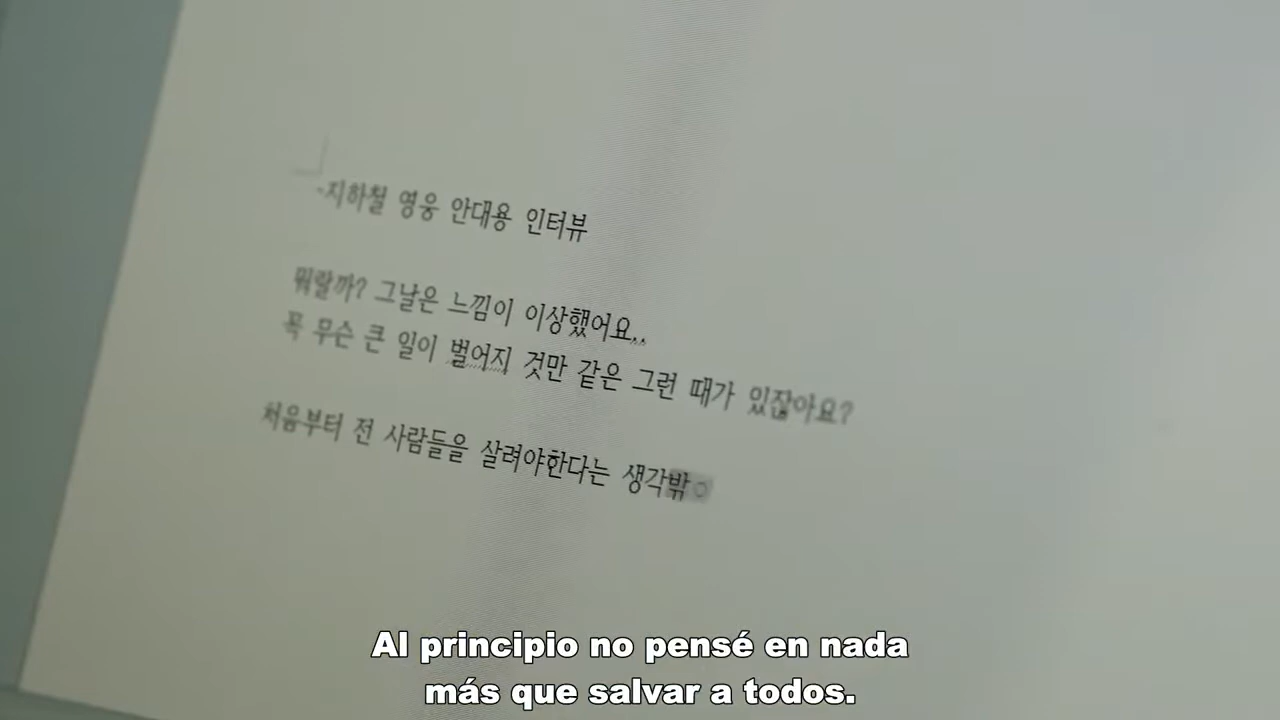 -지하철 영웅 안대용 인터뷰
뭐랄까? 그날은 느낌이 이상했어요..
꼭 무슨 큰 일이 벌어지 것만 같은 그런 때가 있잖아요?
처음부터 전 사람들을 살려야한다는 생각밖ㅇ
Al principio no pensé en nada
más que salvar a todos.